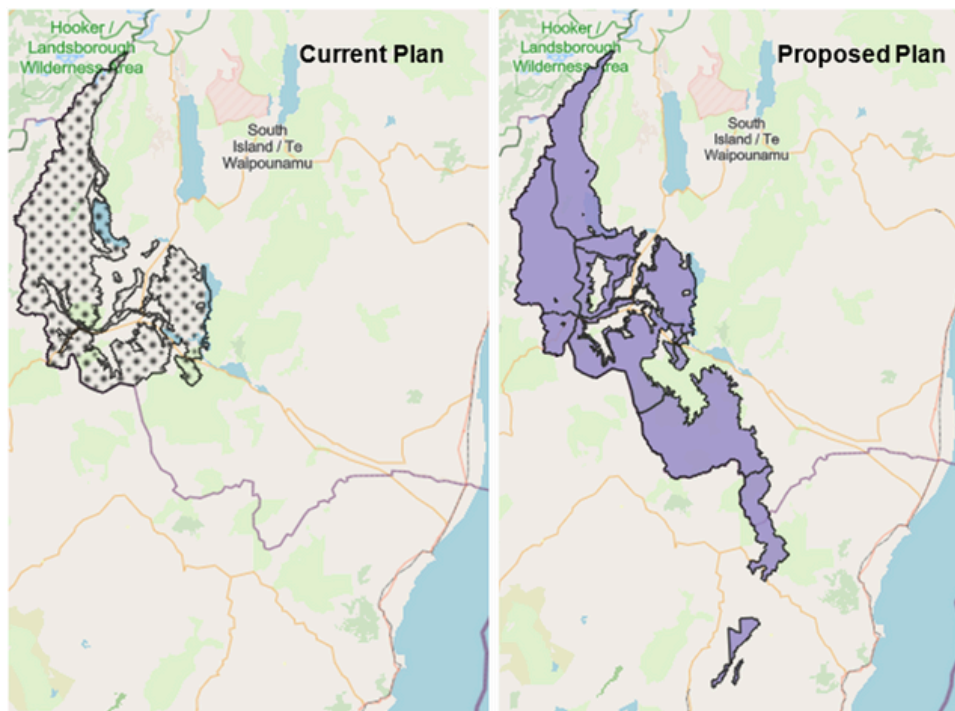 Hooker /
Landsborough
Wilderness Area
Current Plan
South
Island / Te
Waipounamu
Hooker /
Landsborough
Wilderness Area
Proposed Plan
South
Island / Te
Waipounamu